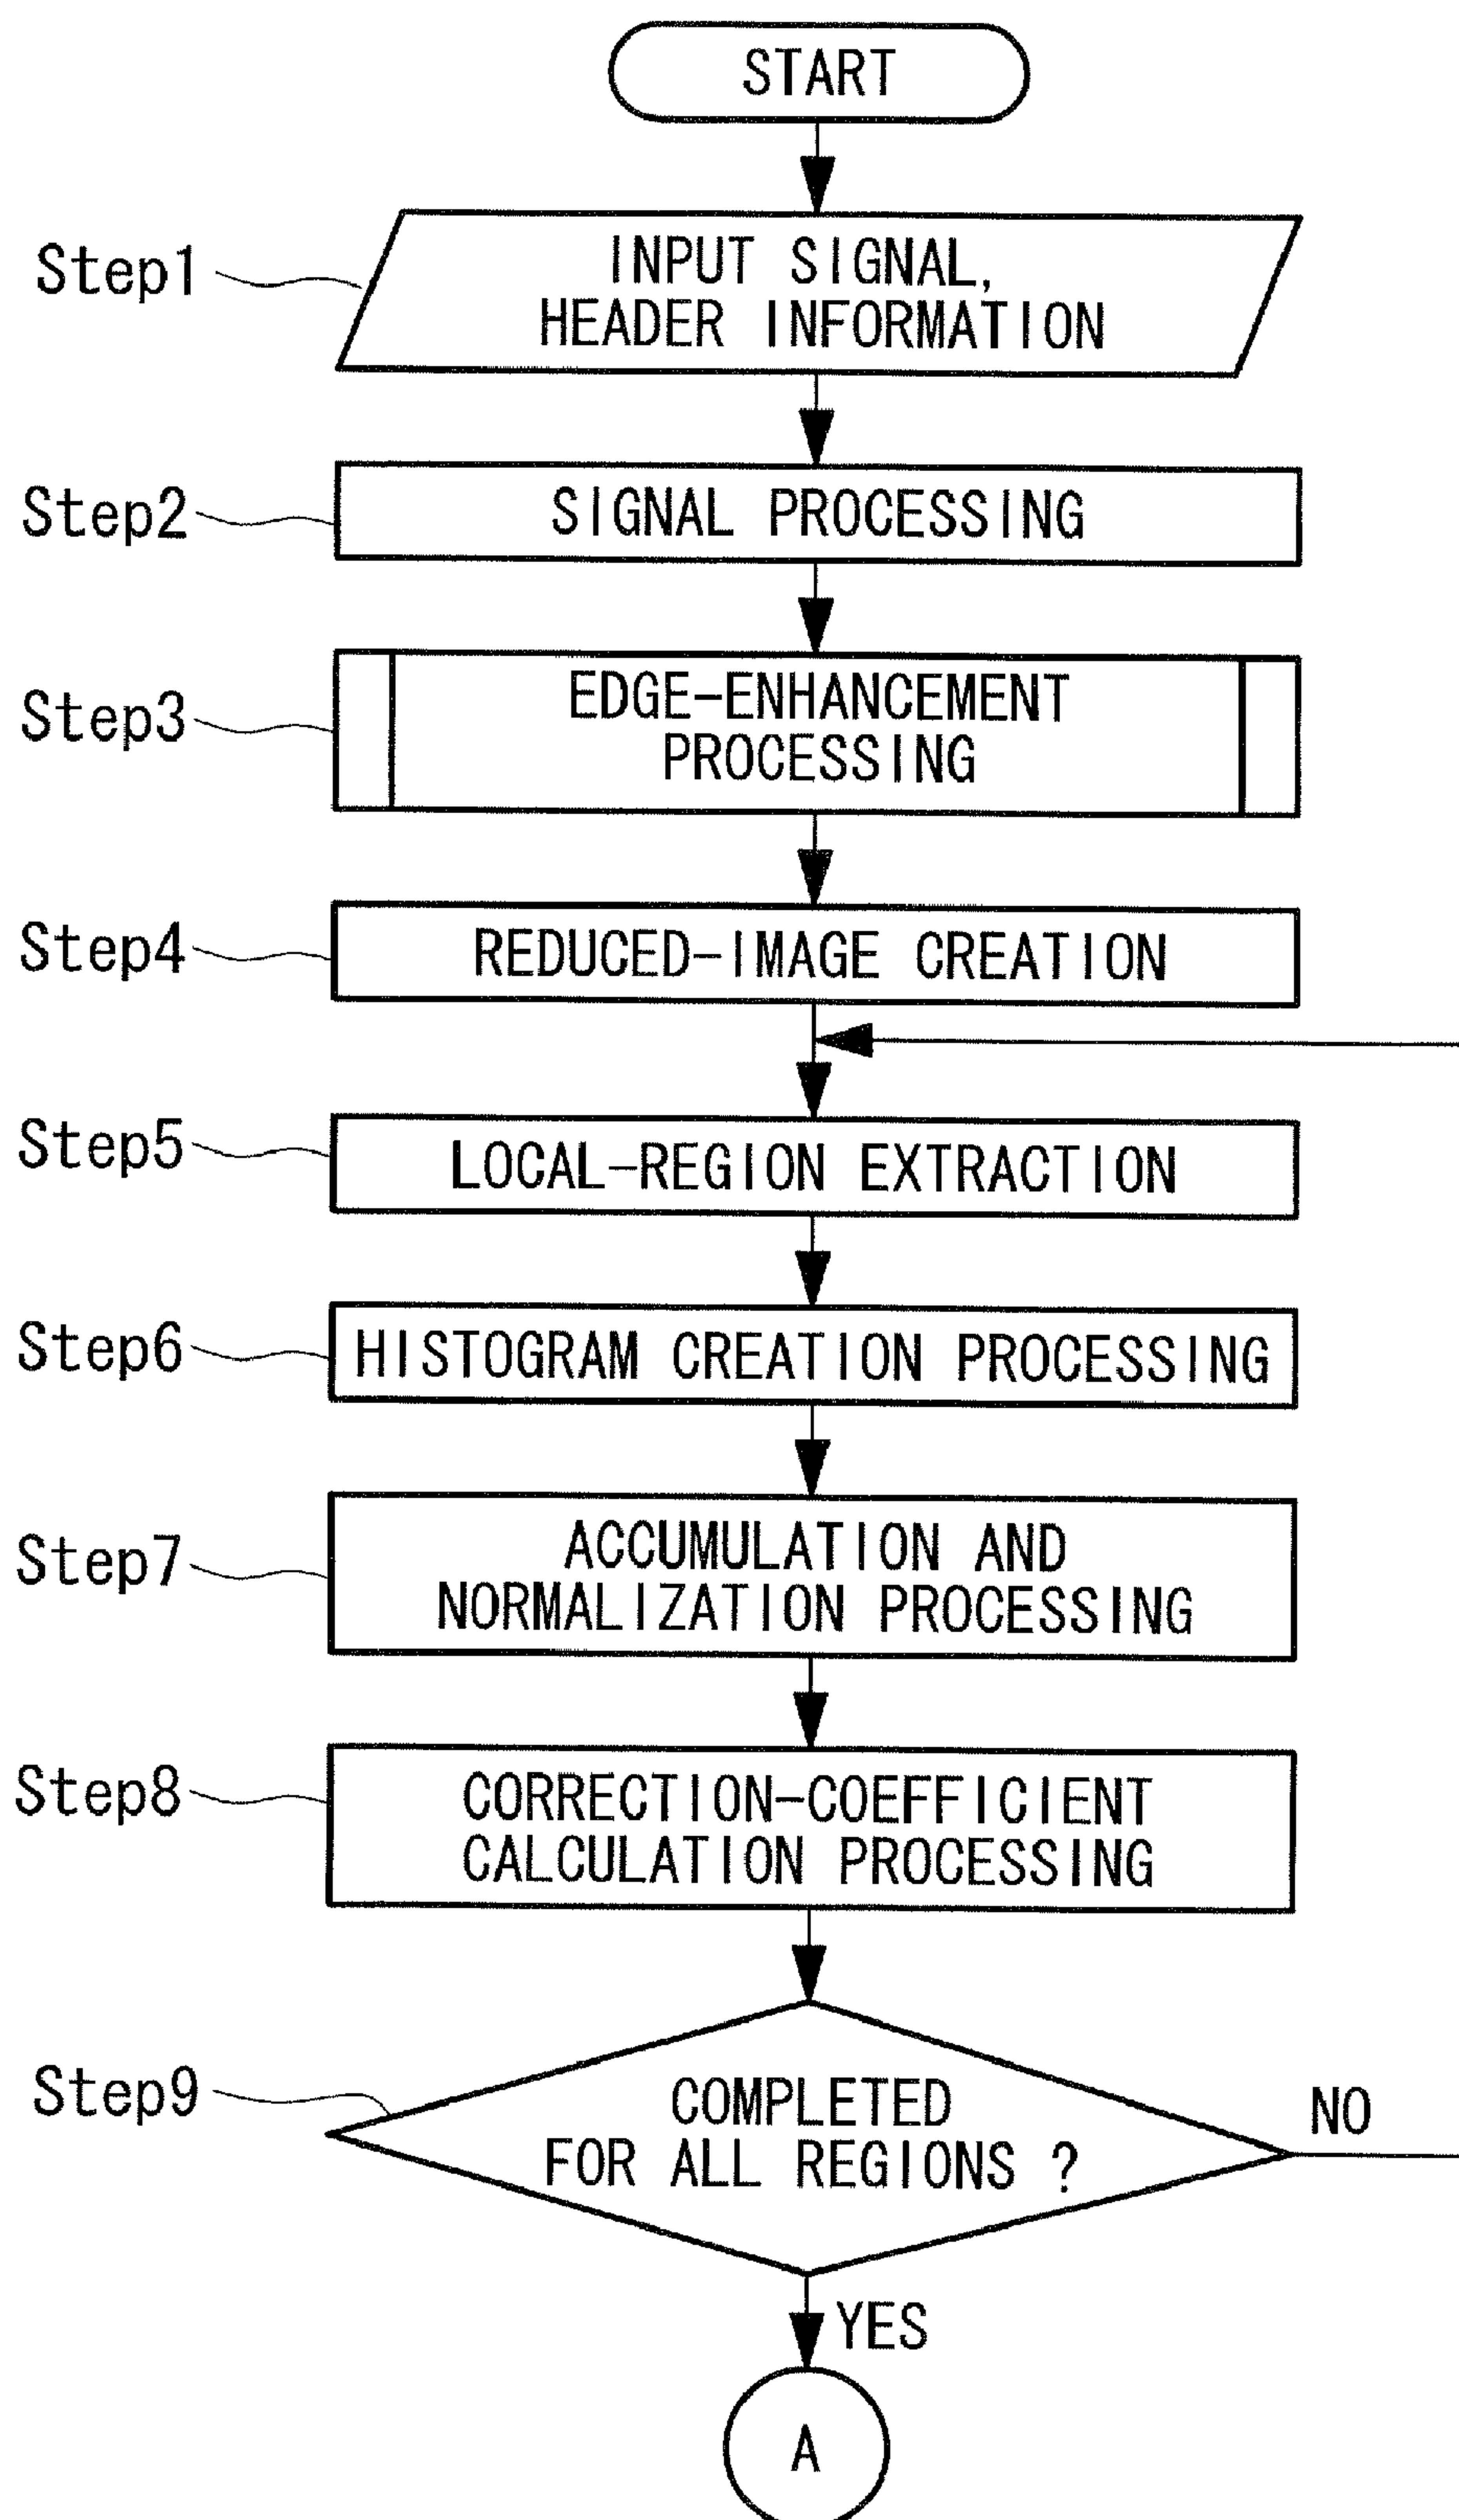 START
Step1
INPUT SIGNAL,
HEADER INFORMATION
Step2
SIGNAL PROCESSING
Step3
EDGE-ENHANCEMENT
PROCESSING
Step4
REDUCED-IMAGE CREATION
Step5
LOCAL-REGION EXTRACTION
Step6
HISTOGRAM CREATION PROCESSING
Step7
ACCUMULATION AND
NORMALIZATION PROCESSING
Step8
CORRECTION-COEFFICIENT
CALCULATION PROCESSING
Step9
COMPLETED
FOR ALL REGIONS ?
NO
YES
A